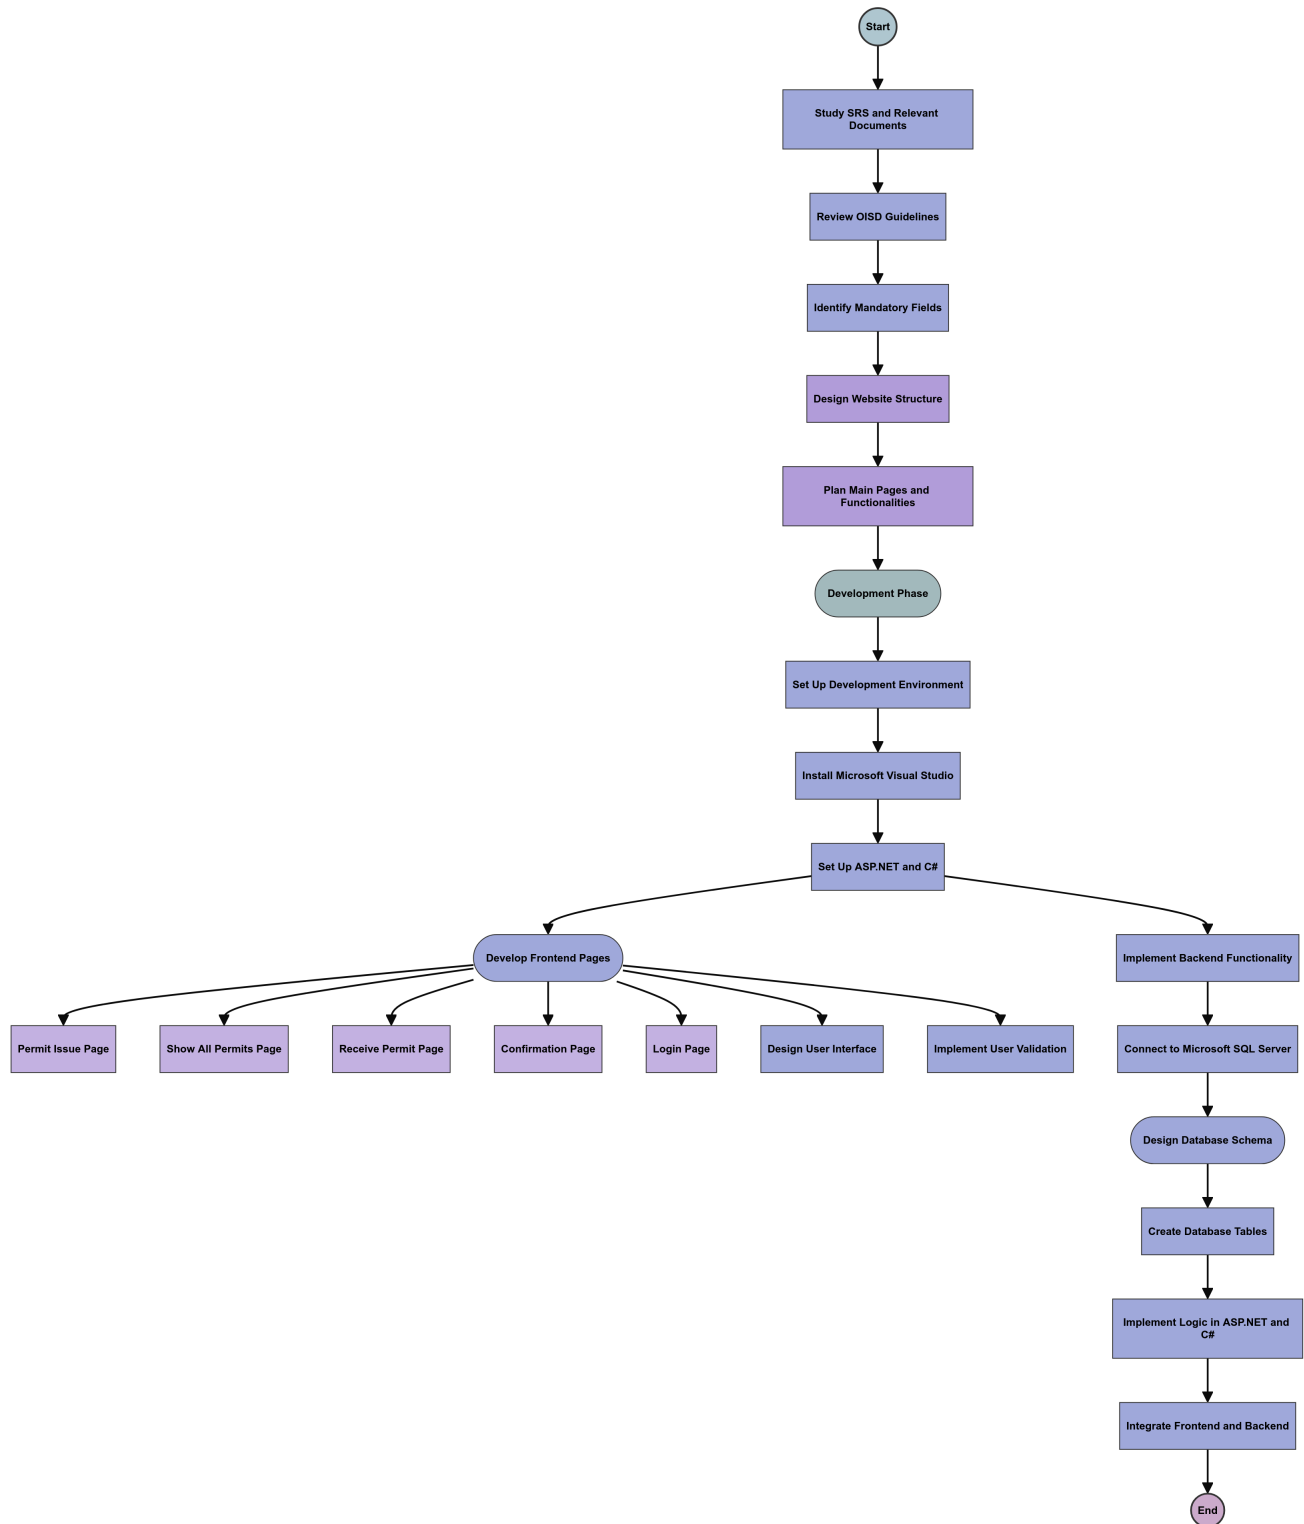 Start
Study SRS and Relevant
Documents
Review OISD Guidelines
Identify Mandatory Fields
Design Website Structure
Plan Main Pages and
Functionalities
Development Phase
Set Up Development Environment
Install Microsoft Visual Studio
Set Up ASP.NET and C#
Develop Frontend Pages
Implement Backend Functionality
Permit Issue Page
Show All Permits Page
Receive Permit Page
Confirmation Page
Login Page
Design User Interface
Implement User Validation
Connect to Microsoft SQL Server
Design Database Schema
Create Database Tables
Implement Logic in ASP.NET and
C#
Integrate Frontend and Backend
End